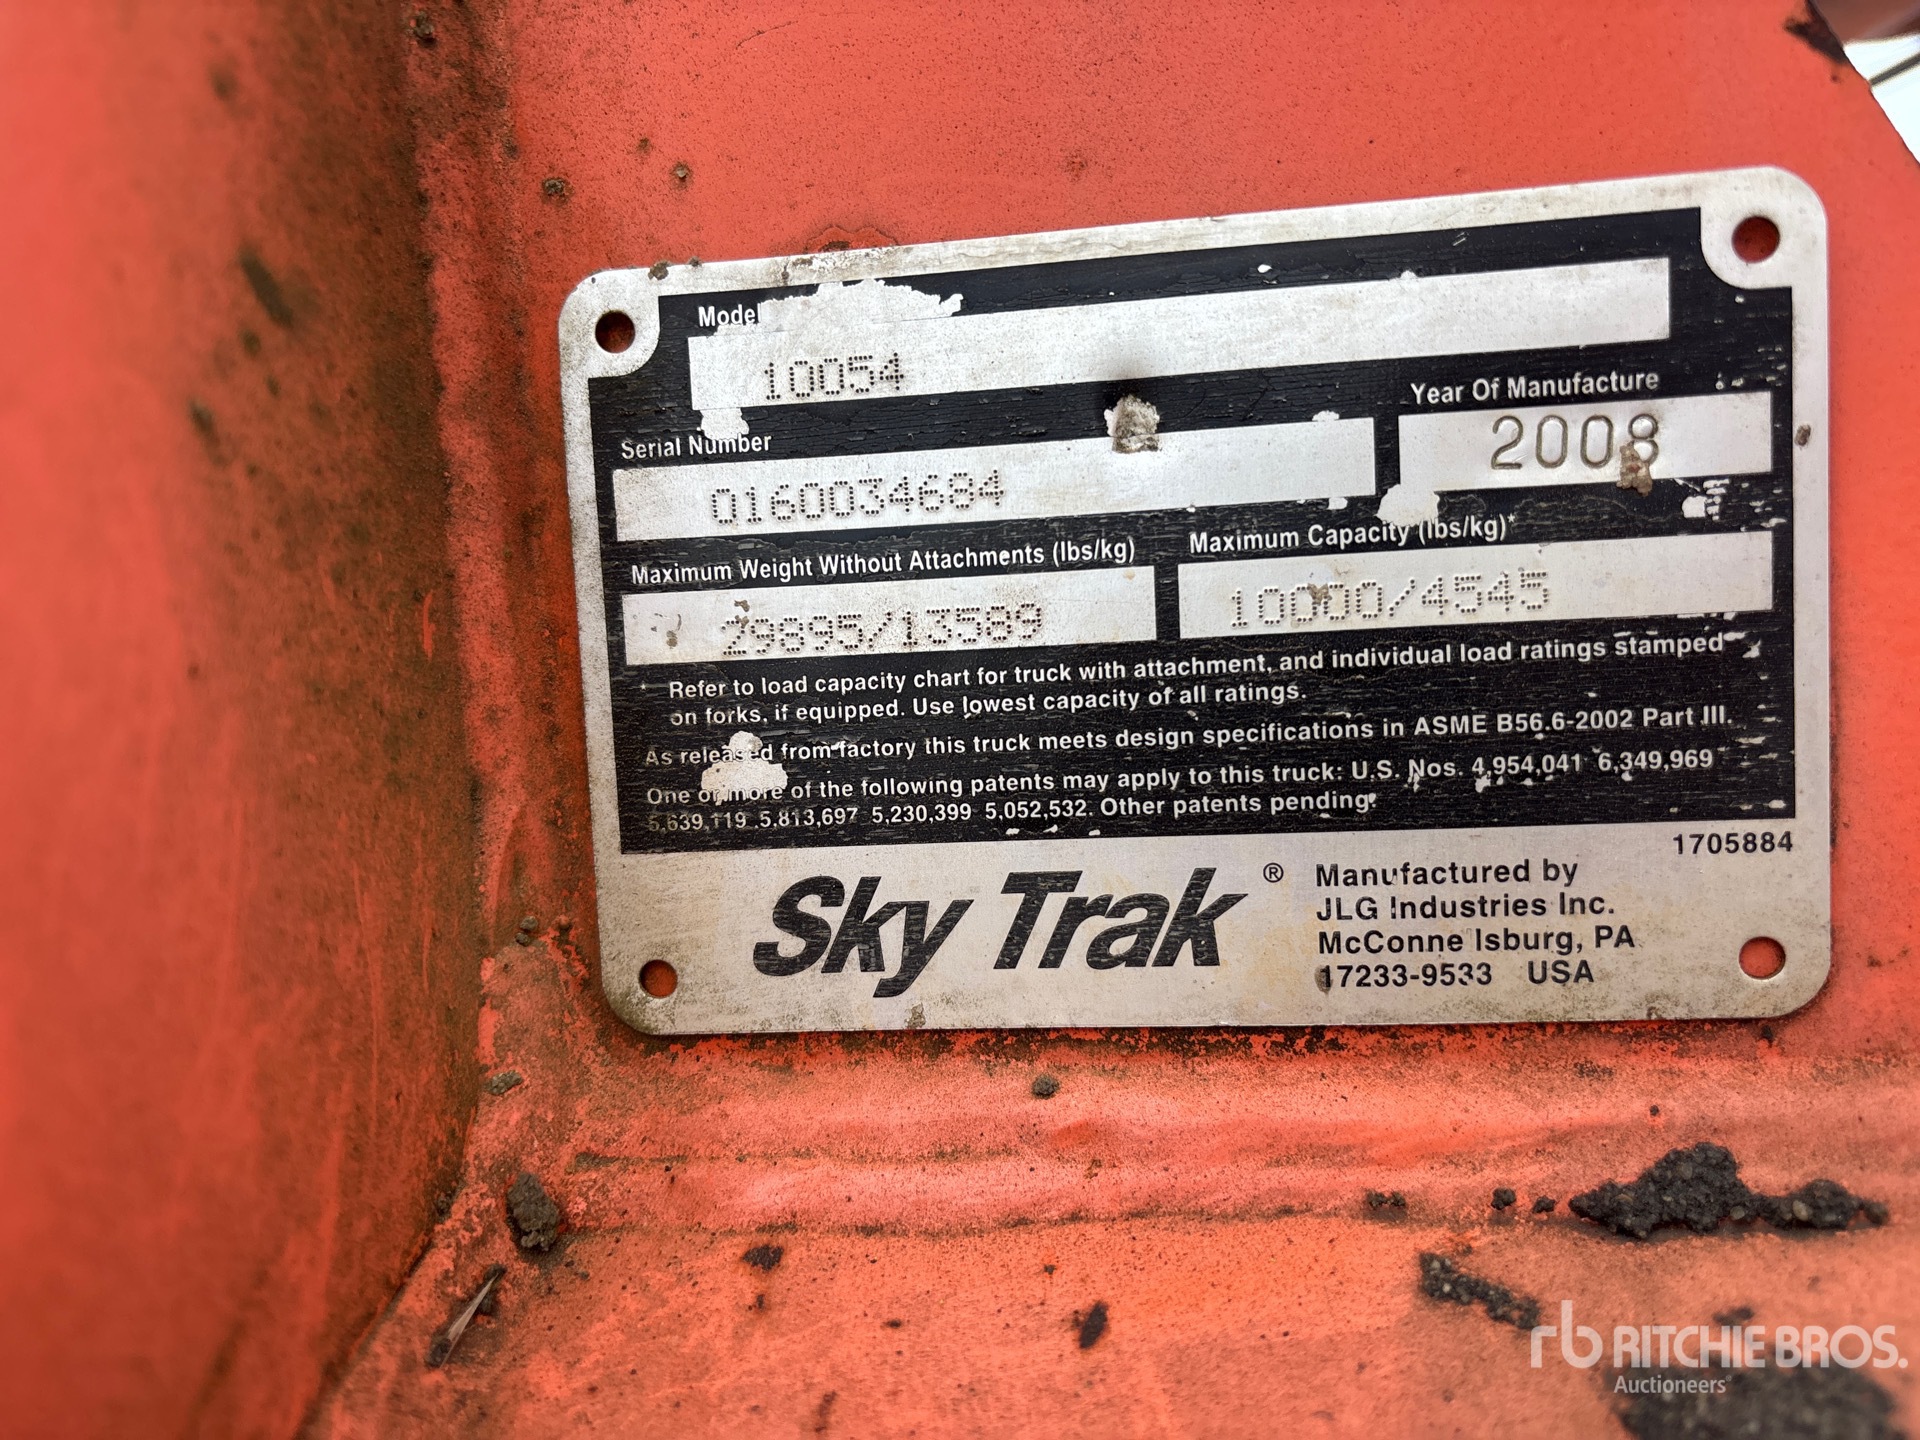 Model
10054
Serial Number
0160034684
Year Of Manufacture
2008
Maximum Weight Without Attachments (lbs/kg)
29895/13589
Maximum Capacity (lbs/kg)*
10000/4545
* Refer to load capacity chart for truck with attachment, and individual load ratings stamped
on forks, if equipped. Use lowest capacity of all ratings.
As released from factory this truck meets design specifications in ASME B56.6-2002 Part III.
One or more of the following patents may apply to this truck: U.S. Nos. 4,954,041 6,349,969
5,639,119 5,813,697 5,230,399 5,052,532. Other patents pending.
1705884
Sky Trak ®
Manufactured by
JLG Industries Inc.
McConnellsburg, PA
17233-9533 USA
rb RITCHIE BROS.
Auctioneers